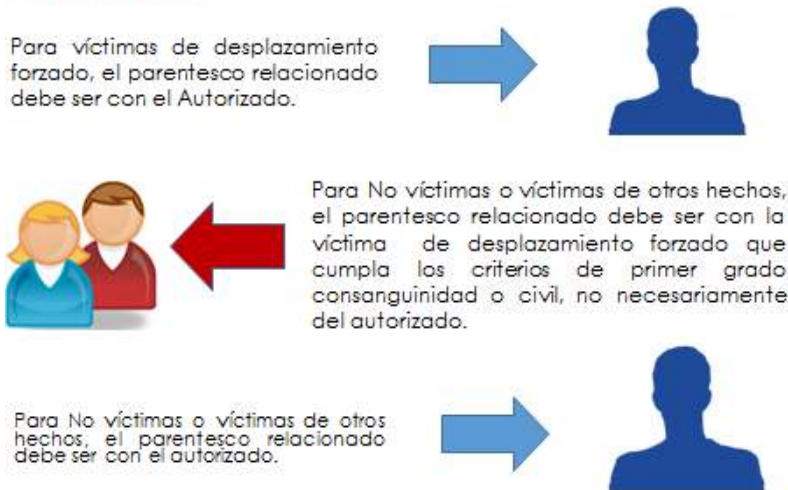 Para víctimas de desplazamiento
forzado, el parentesco relacionado
debe ser con el Autorizado.
Para No víctimas o víctimas de otros hechos,
el parentesco relacionado debe ser con la
víctima de desplazamiento forzado que
cumpla los criterios de primer grado
consanguinidad o civil, no necesariamente
del autorizado.
Para No víctimas o víctimas de otros
hechos, el parentesco relacionado
debe ser con el autorizado.